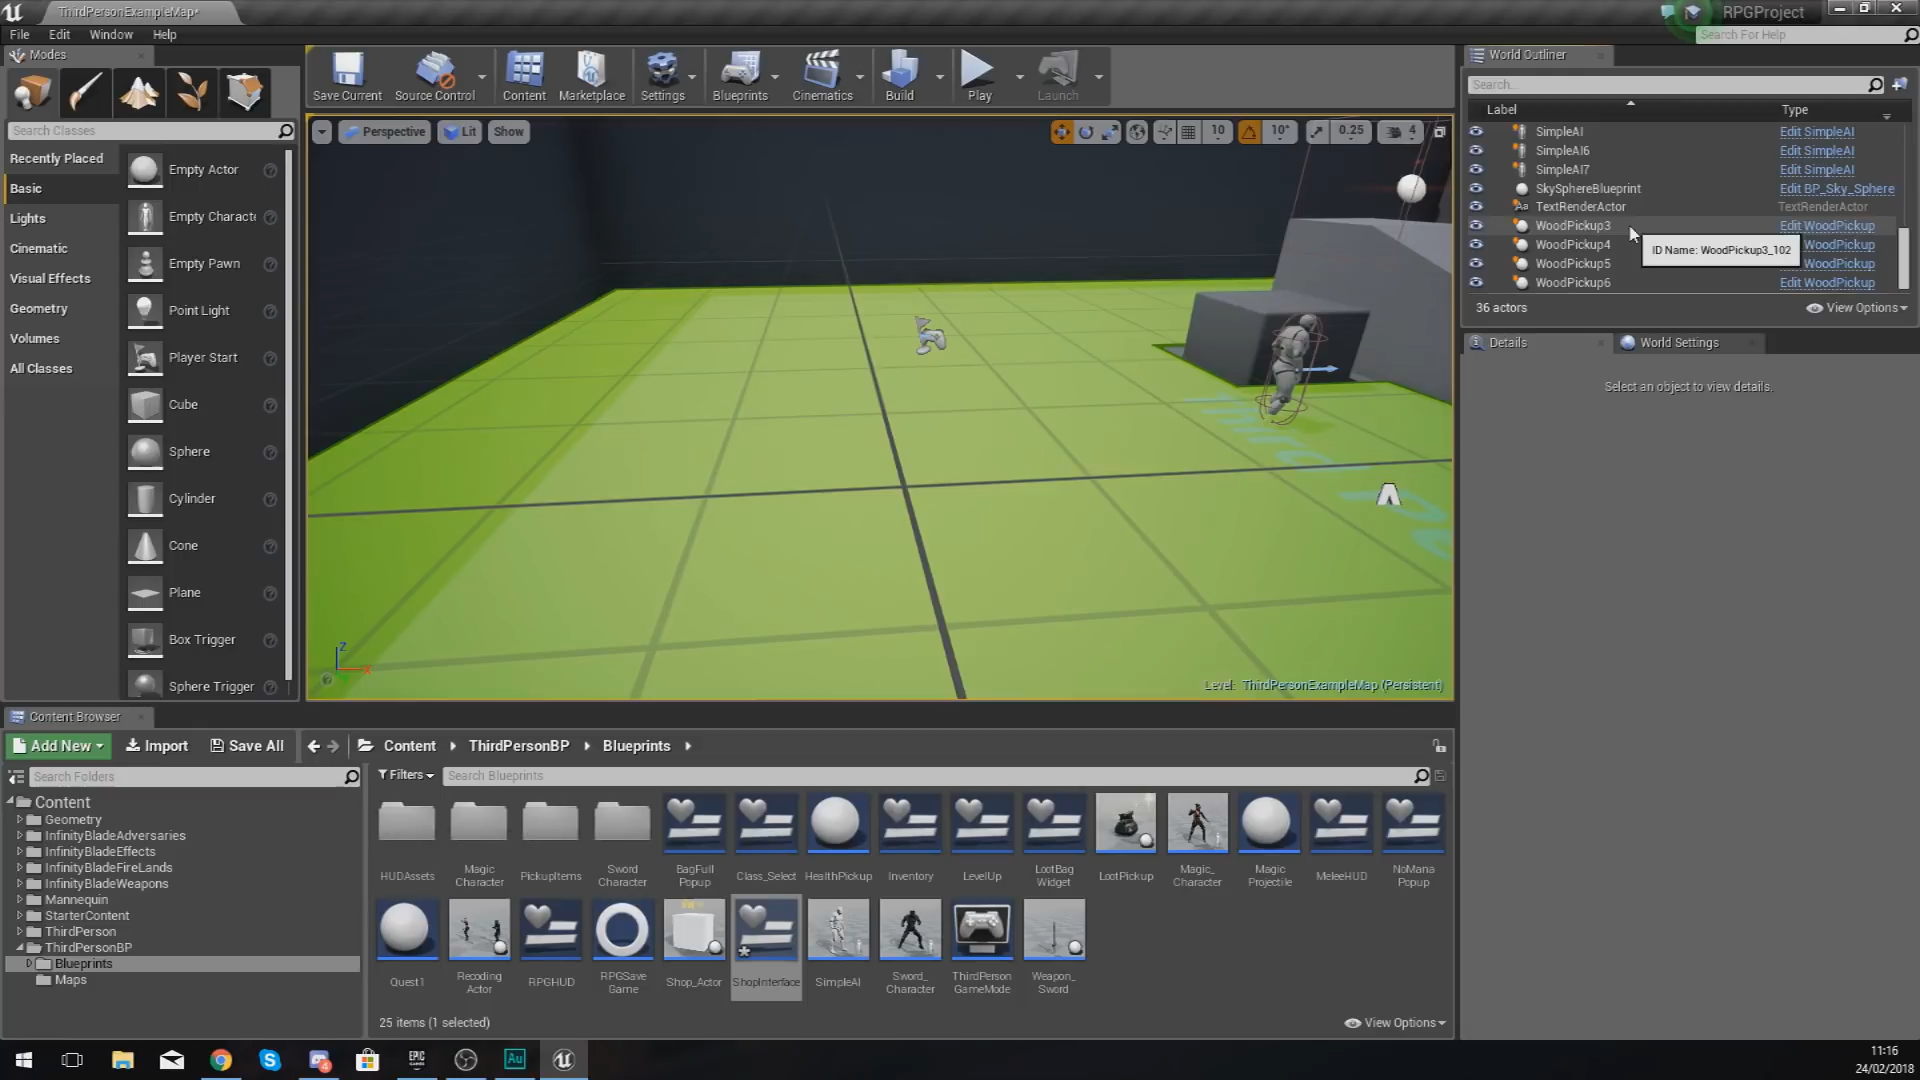 ThirdPersonExampleMap*
RPGProject
File Edit Window Help
Search For Help
Modes
Search Classes
Recently Placed
Basic
Lights
Cinematic
Visual Effects
Geometry
Volumes
All Classes
Empty Actor
Empty Charact
Empty Pawn
Point Light
Player Start
Cube
Sphere
Cylinder
Cone
Plane
Box Trigger
Sphere Trigger
Save Current
Source Control
Content
Marketplace
Settings
Blueprints
Cinematics
Build
Play
Launch
Perspective
Lit
Show
10
10°
0.25
4
Z
X
Level: ThirdPersonExampleMap (Persistent)
World Outliner
Search...
Label Type
SimpleAI Edit SimpleAI
SimpleAI6 Edit SimpleAI
SimpleAI7 Edit SimpleAI
SkySphereBlueprint Edit BP_Sky_Sphere
TextRenderActor TextRenderActor
WoodPickup3 Edit WoodPickup
WoodPickup4 WoodPickup
WoodPickup5 WoodPickup
WoodPickup6 Edit WoodPickup
ID Name: WoodPickup3_102
36 actors
View Options
Details
World Settings
Select an object to view details.
Content Browser
Add New
Import
Save All
Content
ThirdPersonBP
Blueprints
Search Folders
Filters
Search Blueprints
Content
Geometry
InfinityBladeAdversaries
InfinityBladeEffects
InfinityBladeFireLands
InfinityBladeWeapons
Mannequin
StarterContent
ThirdPerson
ThirdPersonBP
Blueprints
Maps
HUDAssets
Magic
Character
PickupItems
Sword
Character
BagFull
Popup
Class_Select
HealthPickup
Inventory
LevelUp
LootBag
Widget
LootPickup
Magic_
Character
Magic
Projectile
MeleeHUD
NoMana
Popup
Quest1
Recoding
Actor
RPGHUD
RPGSave
Game
Shop_Actor
ShopInterface
SimpleAI
Sword_
Character
ThirdPerson
GameMode
Weapon_
Sword
25 items (1 selected)
View Options
EPIC
GAMES
Au
4
11:16
24/02/2018